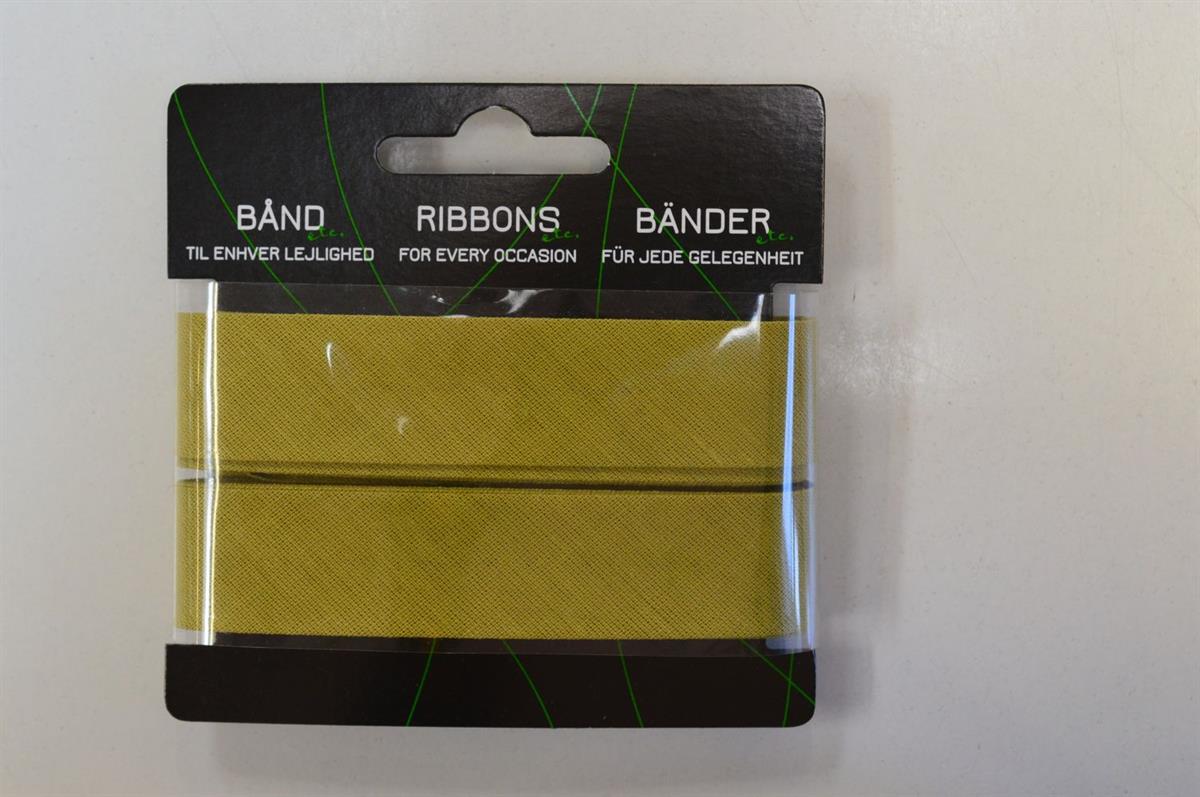 BÅND
etc.
TIL ENHVER LEJLIGHED
RIBBONS
etc.
FOR EVERY OCCASION
BÄNDER
etc.
FÜR JEDE GELEGENHEIT